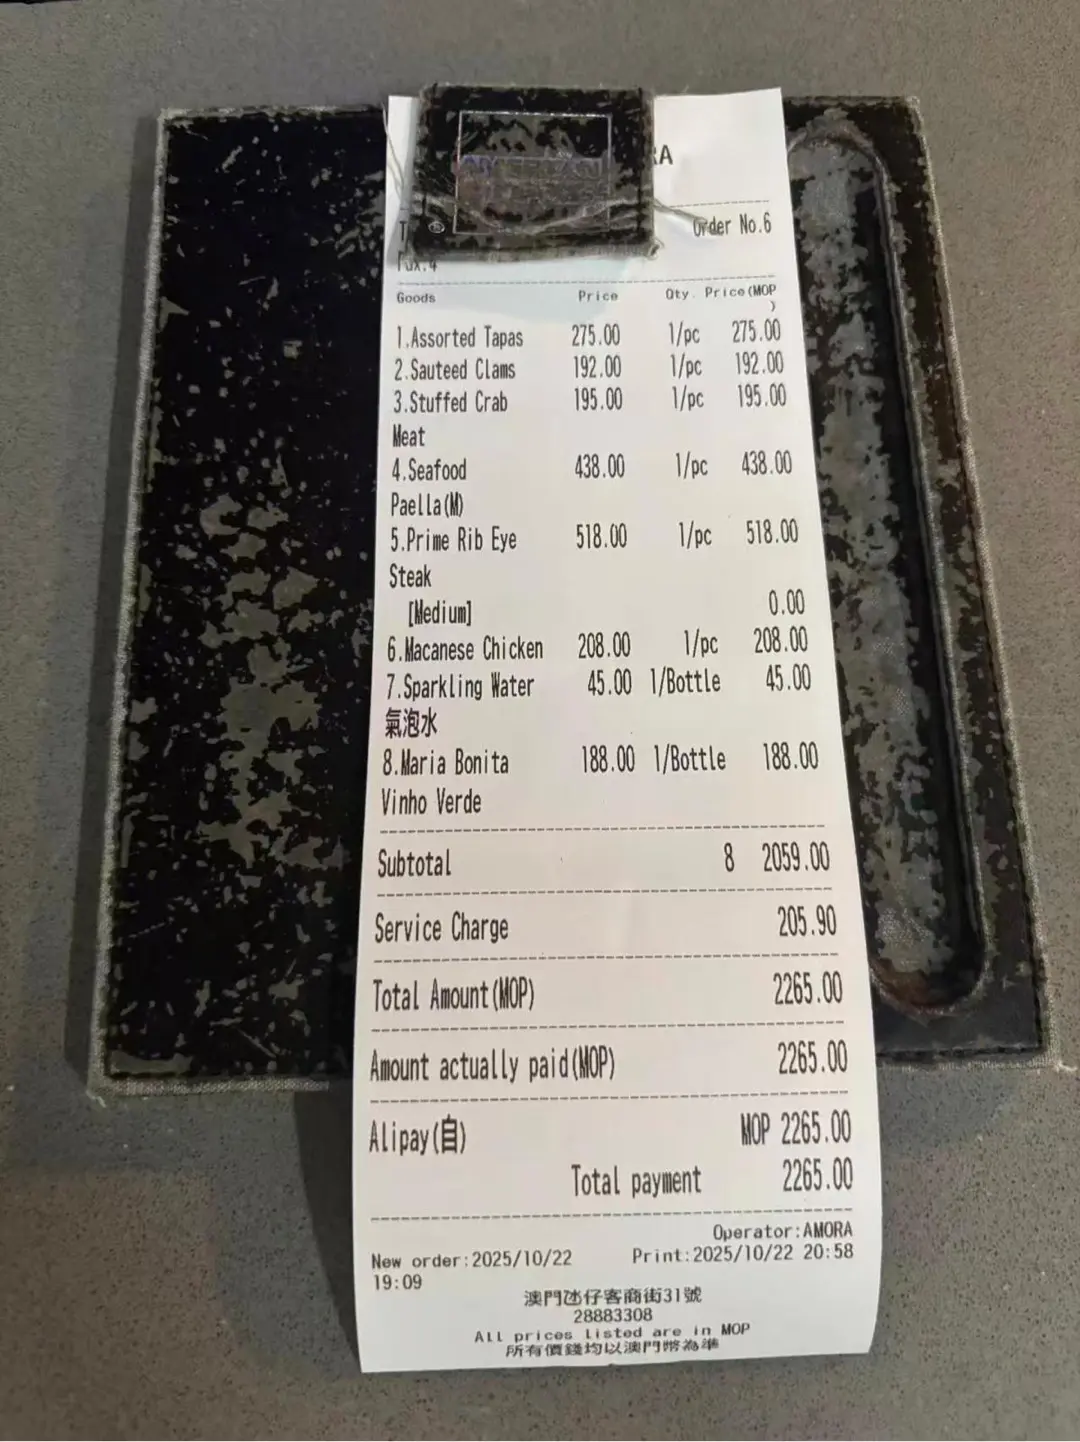 RA
Order No.6
Goods Price Qty. Price(MOP
)
1.Assorted Tapas 275.00 1/pc 275.00
2.Sauteed Clams 192.00 1/pc 192.00
3.Stuffed Crab 195.00 1/pc 195.00
Meat
4.Seafood 438.00 1/pc 438.00
Paella(M)
5.Prime Rib Eye 518.00 1/pc 518.00
Steak
[Medium] 0.00
6.Macanese Chicken 208.00 1/pc 208.00
7.Sparkling Water 45.00 1/Bottle 45.00
氣泡水
8.Maria Bonita 188.00 1/Bottle 188.00
Vinho Verde
Subtotal 8 2059.00
Service Charge 205.90
Total Amount(MOP) 2265.00
Amount actually paid(MOP) 2265.00
Alipay(自) MOP 2265.00
Total payment 2265.00
Operator:AMORA
New order:2025/10/22 Print:2025/10/22 20:58
19:09
澳門氹仔客商街31號
28883308
All prices listed are in MOP
所有價錢均以澳門幣為準